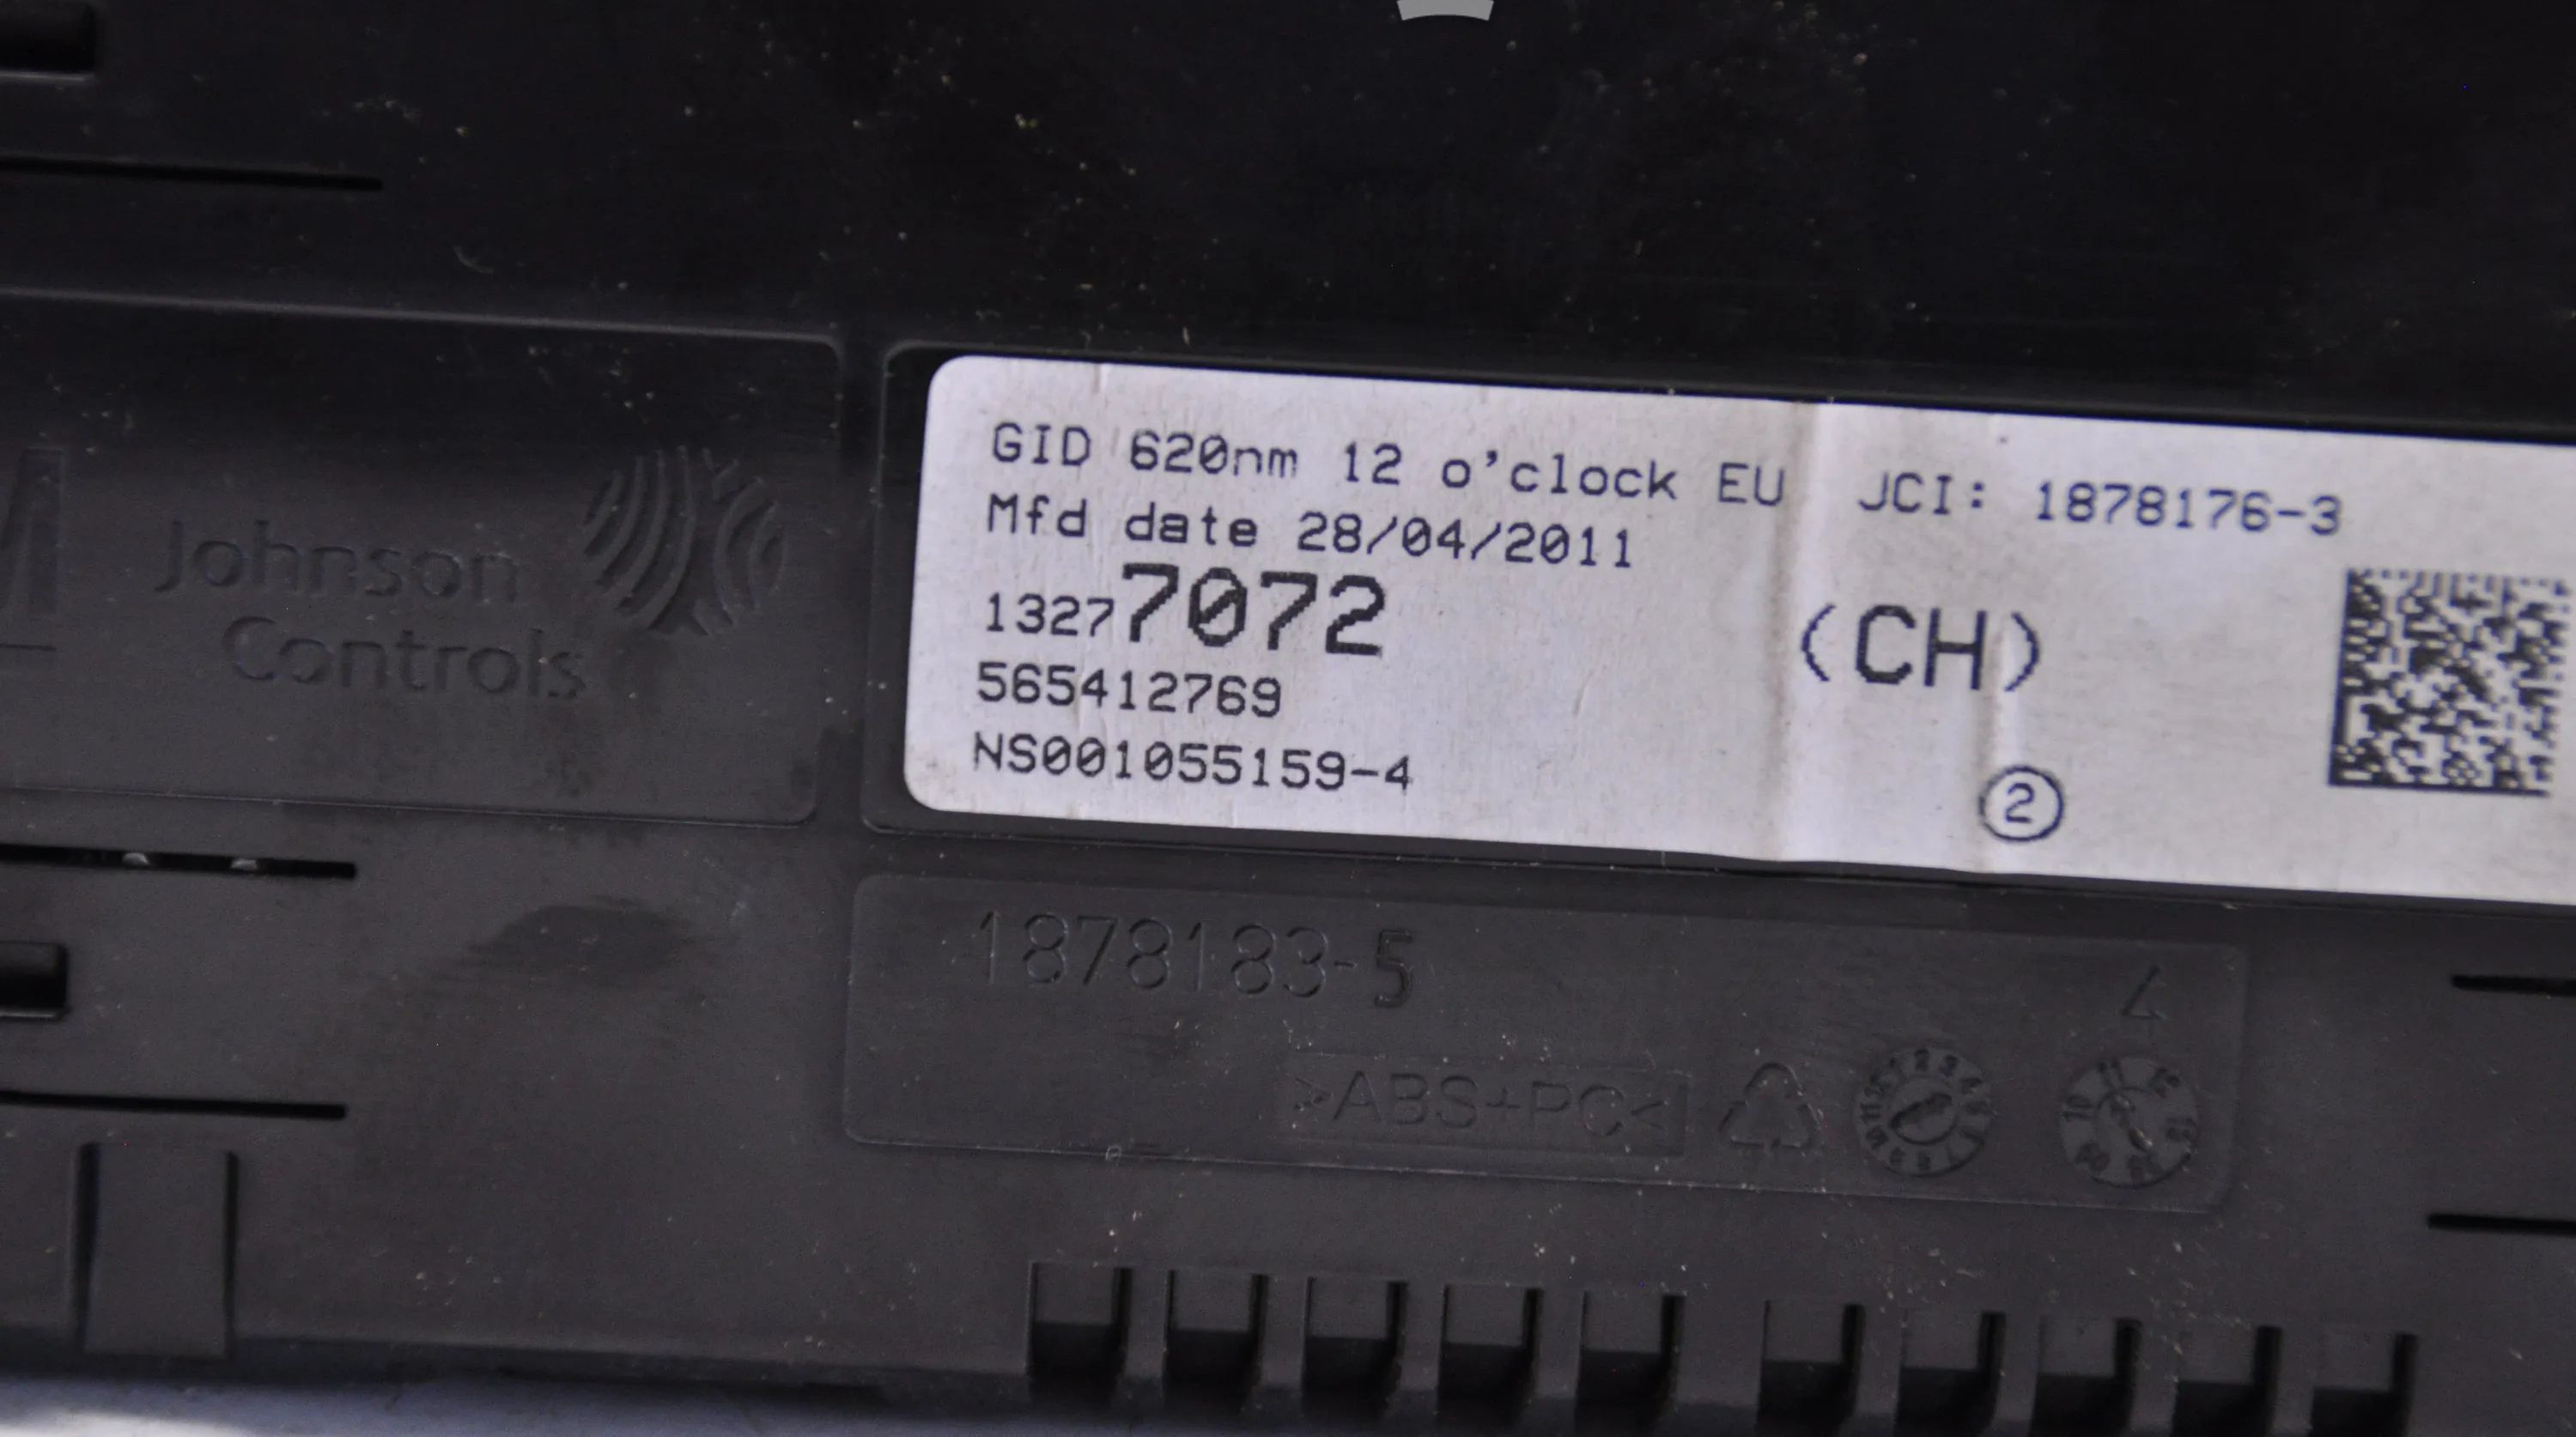 Johnson
Controls
GID 620nm 12 o'clock EU JCI: 1878176-3
Mfd date 28/04/2011
13277072 (CH)
565412769
NS001055159-4
2
1878183-5
4
>ABS+PC<